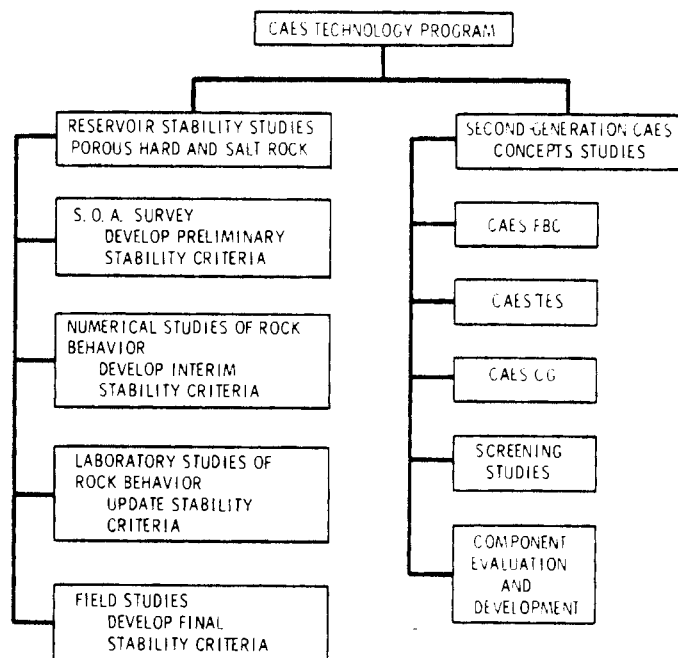 CAES TECHNOLOGY PROGRAM
RESERVOIR STABILITY STUDIES
POROUS HARD AND SALT ROCK
S. O. A. SURVEY
DEVELOP PRELIMINARY
STABILITY CRITERIA
NUMERICAL STUDIES OF ROCK
BEHAVIOR
DEVELOP INTERIM
STABILITY CRITERIA
LABORATORY STUDIES OF
ROCK BEHAVIOR
UPDATE STABILITY
CRITERIA
FIELD STUDIES
DEVELOP FINAL
STABILITY CRITERIA
SECOND-GENERATION CAES
CONCEPTS STUDIES
CAES FBC
CAES TES
CAES CG
SCREENING
STUDIES
COMPONENT
EVALUATION
AND
DEVELOPMENT